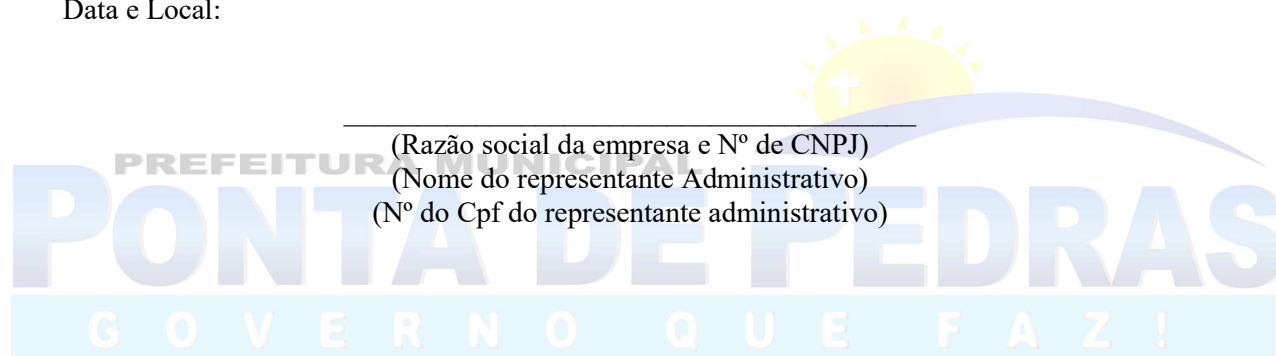 Data e Local:
(Razão social da empresa e Nº de CNPJ)
PREFEITURA MUNICIPAL
(Nome do representante Administrativo)
(Nº do Cpf do representante administrativo)
PONTA DE PEDRAS
GOVERNO QUE FAZ!